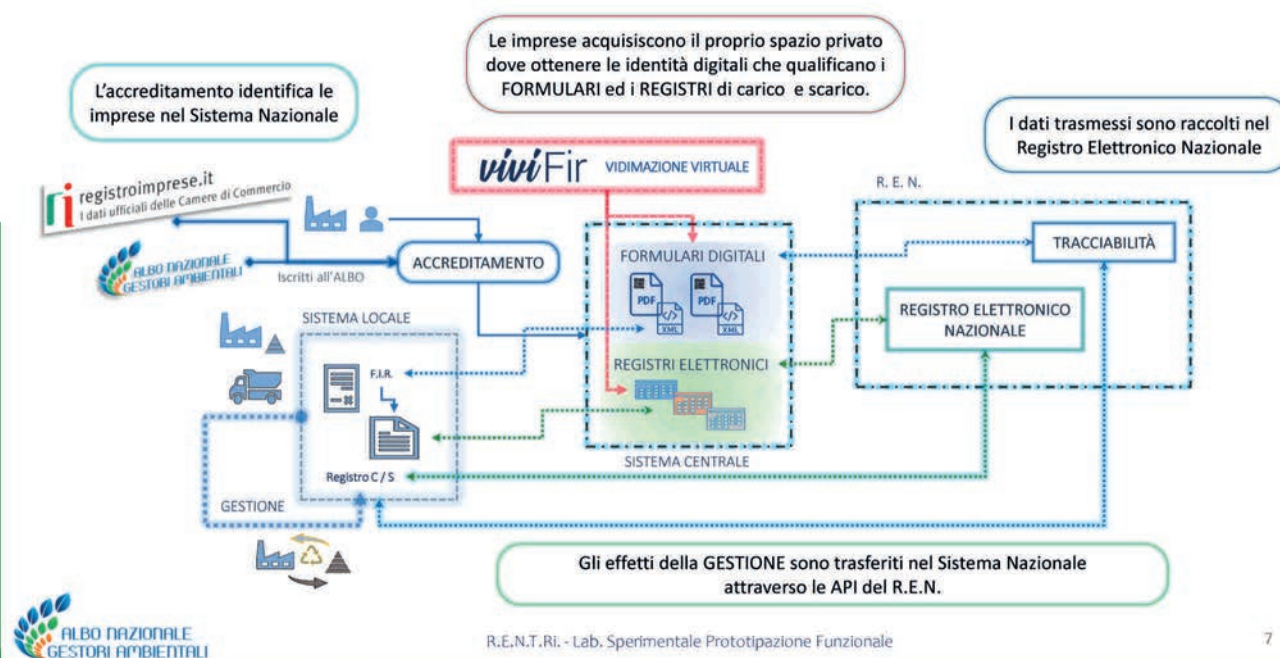 Le imprese acquisiscono il proprio spazio privato
dove ottenere le identità digitali che qualificano i
FORMULARI ed i REGISTRI di carico e scarico.
L'accreditamento identifica le
imprese nel Sistema Nazionale
I dati trasmessi sono raccolti nel
Registro Elettronico Nazionale
viviFir VIDIMAZIONE VIRTUALE
ri registroimprese.it
I dati ufficiali delle Camere di Commercio
R. E. N.
ALBO NAZIONALE
GESTORI AMBIENTALI
Iscritti all'ALBO
ACCREDITAMENTO
FORMULARI DIGITALI
PDF
XML
PDF
XML
TRACCIABILITÀ
REGISTRO ELETTRONICO
NAZIONALE
SISTEMA LOCALE
F.I.R.
Registro C / S
REGISTRI ELETTRONICI
SISTEMA CENTRALE
GESTIONE
Gli effetti della GESTIONE sono trasferiti nel Sistema Nazionale
attraverso le API del R.E.N.
ALBO NAZIONALE
GESTORI AMBIENTALI
R.E.N.T.Ri. - Lab. Sperimentale Prototipazione Funzionale
7